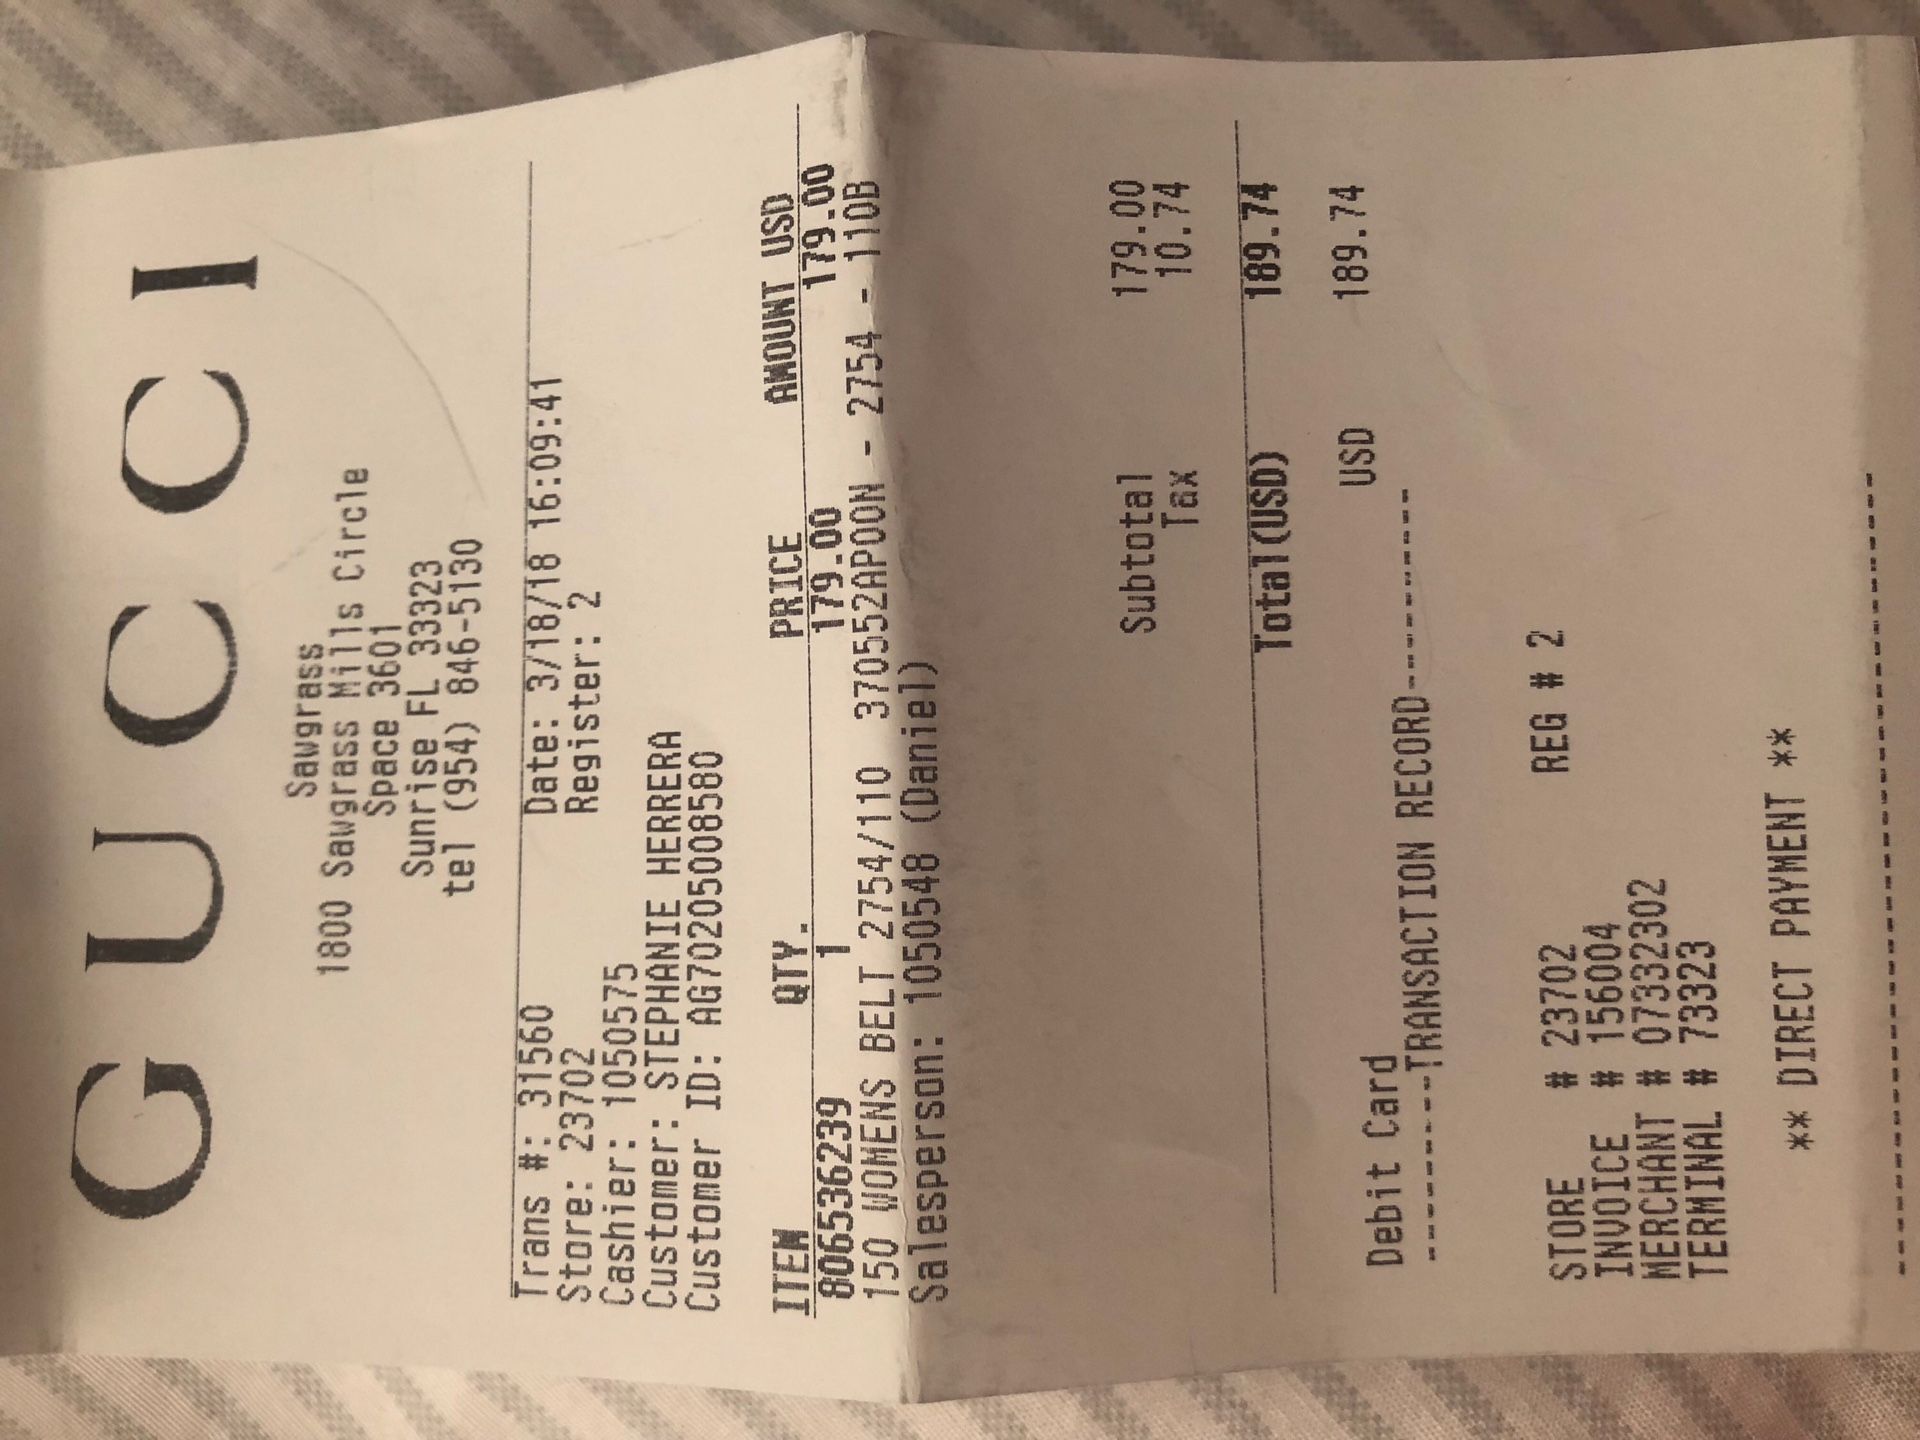 GUCCI
Sawgrass
1800 Sawgrass Mills Circle
Space 3601
Sunrise FL 33323
tel (954) 846-5130
Trans #: 31560 Date: 3/18/18 16:09:41
Store: 23702 Register: 2
Cashier: 1050575
Customer: STEPHANIE HERRERA
Customer ID: AG702050085​80
ITEM QTY. PRICE AMOUNT USD
806536239 1 179.00 179.00
150 WOMENS BELT 2754/110 370552AP00N - 2754 - 110B
Salesperson: 1050548 (Daniel)
Subtotal 179.00
Tax 10.74
Total(USD) 189.74
Debit Card USD 189.74
---------TRANSACTION RECORD-------------
STORE # 23702 REG # 2
INVOICE # 156004
MERCHANT # 07332302
TERMINAL # 73323
** DIRECT PAYMENT **
----------------------------------------